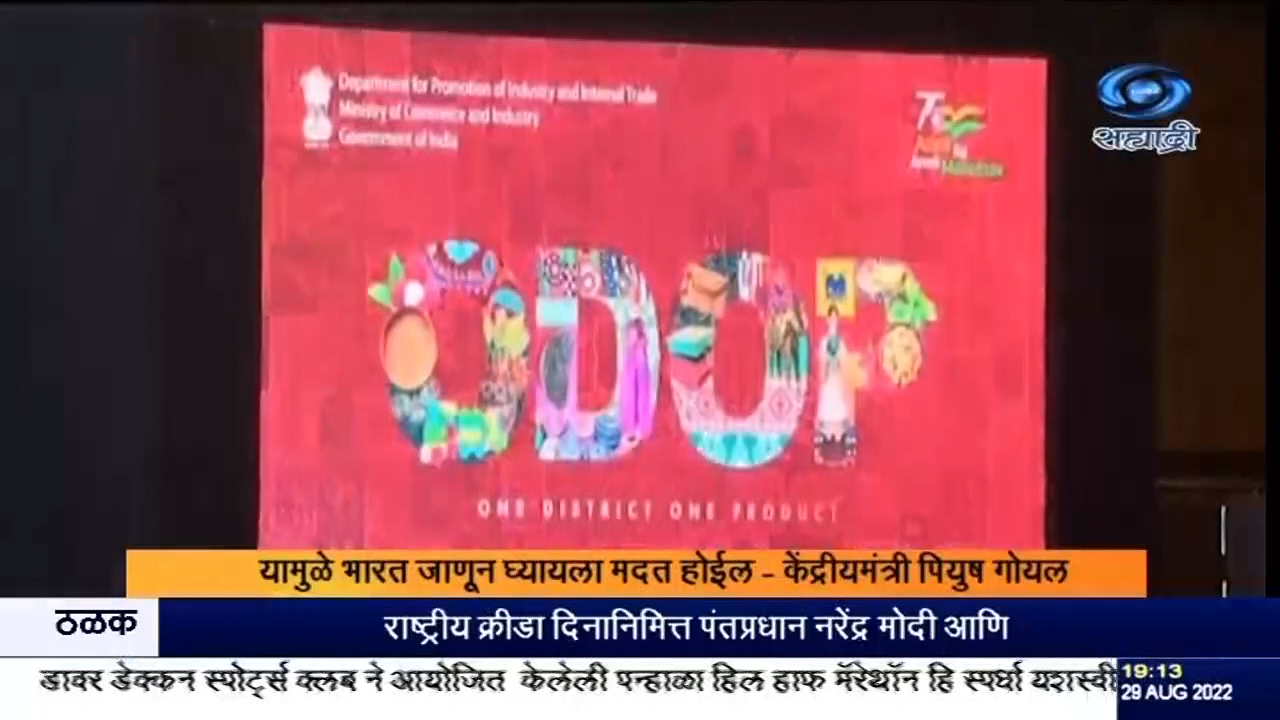 Department for Promotion of Industry and Internal Trade
Ministry of Commerce and Industry
Government of India
सह्याद्री
ODOP
ONE DISTRICT ONE PRODUCT
यामुळे भारत जाणून घ्यायला मदत होईल - केंद्रीयमंत्री पियुष गोयल
ठळक
राष्ट्रीय क्रीडा दिनानिमित्त पंतप्रधान नरेंद्र मोदी आणि
डावर डेक्कन स्पोर्ट्स क्लब ने आयोजित केलेली पन्हाळा हिल हाफ मॅरेथॉन हि स्पर्धा यशस्वी
19:13
29 AUG 2022